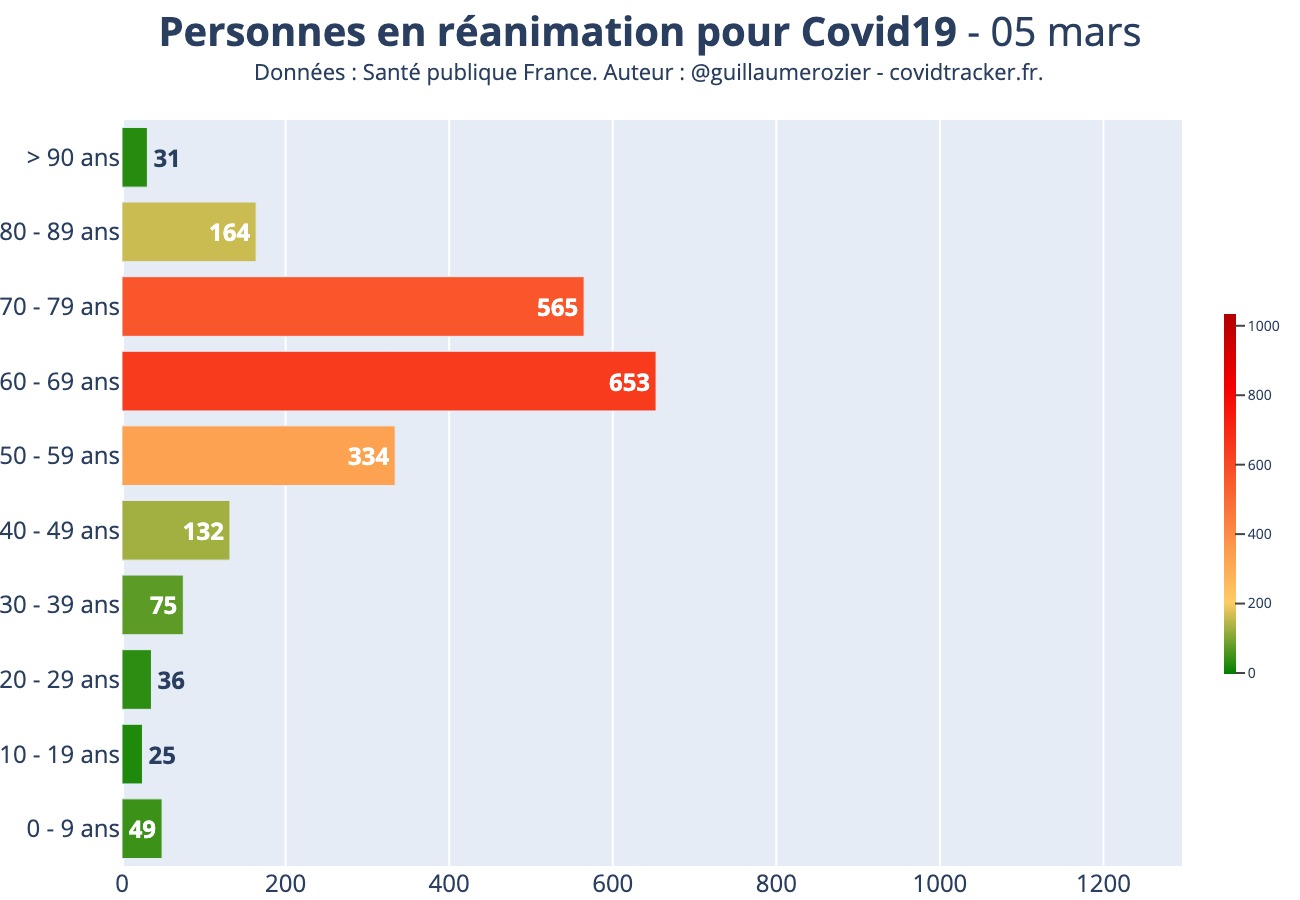 Personnes en réanimation pour Covid19 - 05 mars
Données : Santé publique France. Auteur : @guillaumerozier - covidtracker.fr.
> 90 ans 31
80 - 89 ans 164
70 - 79 ans 565
60 - 69 ans 653
50 - 59 ans 334
40 - 49 ans 132
30 - 39 ans 75
20 - 29 ans 36
10 - 19 ans 25
0 - 9 ans 49
0 200 400 600 800 1000 1200
1000
800
600
400
200
0